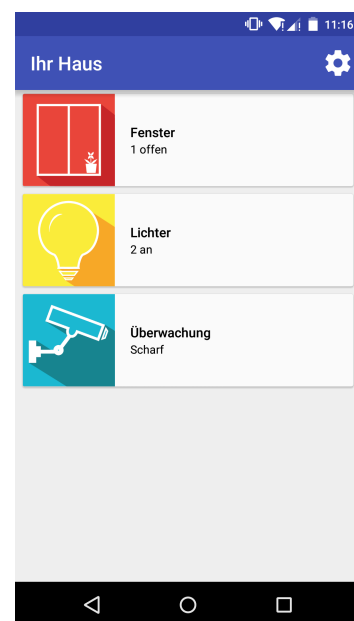 11:16
Ihr Haus
Fenster
1 offen
Lichter
2 an
Überwachung
Scharf